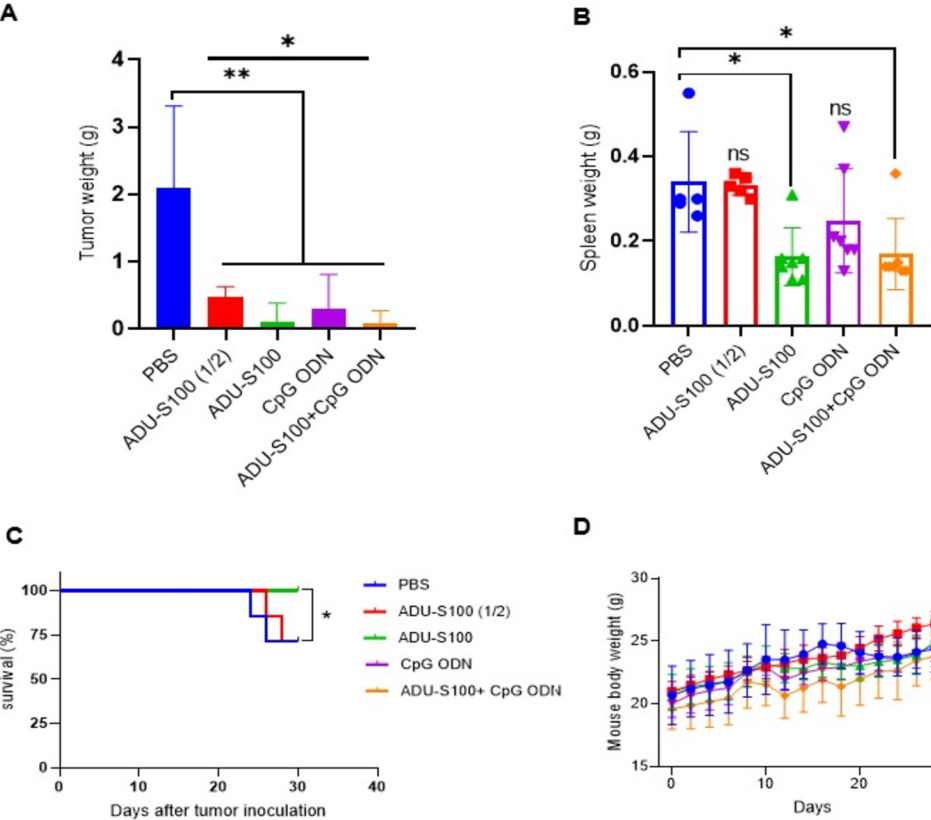 A
*
**
4
3
2
1
0
Tumor weight (g)
PBS
ADU-S100 (1/2)
ADU-S100
CpG ODN
ADU-S100+CpG ODN
B
*
*
ns
ns
0.6
0.4
0.2
0.0
Spleen weight (g)
PBS
ADU-S100 (1/2)
ADU-S100
CpG ODN
ADU-S100+CpG ODN
C
100
75
50
25
0
survival (%)
*
0 10 20 30 40
Days after tumor inoculation
PBS
ADU-S100 (1/2)
ADU-S100
CpG ODN
ADU-S100+ CpG ODN
D
30
25
20
15
Mouse body weight (g)
0 10 20
Days